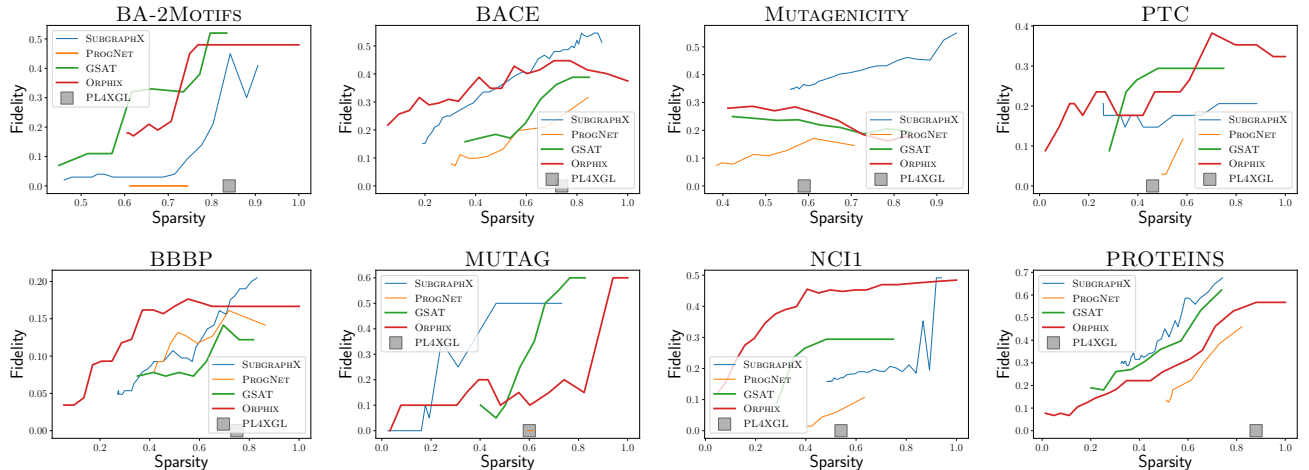 BA-2Motifs
BACE
Mutagenicity
PTC
Fidelity
0.5
0.4
0.3
0.2
0.1
0.0
SubgraphX
ProgNet
GSAT
Orphix
PL4XGL
0.5 0.6 0.7 0.8 0.9 1.0
Sparsity
Fidelity
0.5
0.4
0.3
0.2
0.1
0.0
SubgraphX
ProgNet
GSAT
Orphix
PL4XGL
0.2 0.4 0.6 0.8 1.0
Sparsity
Fidelity
0.5
0.4
0.3
0.2
0.1
0.0
SubgraphX
ProgNet
GSAT
Orphix
PL4XGL
0.4 0.5 0.6 0.7 0.8 0.9
Sparsity
Fidelity
0.4
0.3
0.2
0.1
0.0
SubgraphX
ProgNet
GSAT
Orphix
PL4XGL
0.0 0.2 0.4 0.6 0.8 1.0
Sparsity
BBBP
MUTAG
NCI1
PROTEINS
Fidelity
0.20
0.15
0.10
0.05
0.00
SubgraphX
ProgNet
GSAT
Orphix
PL4XGL
0.2 0.4 0.6 0.8 1.0
Sparsity
Fidelity
0.6
0.5
0.4
0.3
0.2
0.1
0.0
SubgraphX
ProgNet
GSAT
Orphix
PL4XGL
0.0 0.2 0.4 0.6 0.8 1.0
Sparsity
Fidelity
0.5
0.4
0.3
0.2
0.1
0.0
SubgraphX
ProgNet
GSAT
Orphix
PL4XGL
0.2 0.4 0.6 0.8 1.0
Sparsity
Fidelity
0.7
0.6
0.5
0.4
0.3
0.2
0.1
0.0
SubgraphX
ProgNet
GSAT
Orphix
PL4XGL
0.0 0.2 0.4 0.6 0.8 1.0
Sparsity